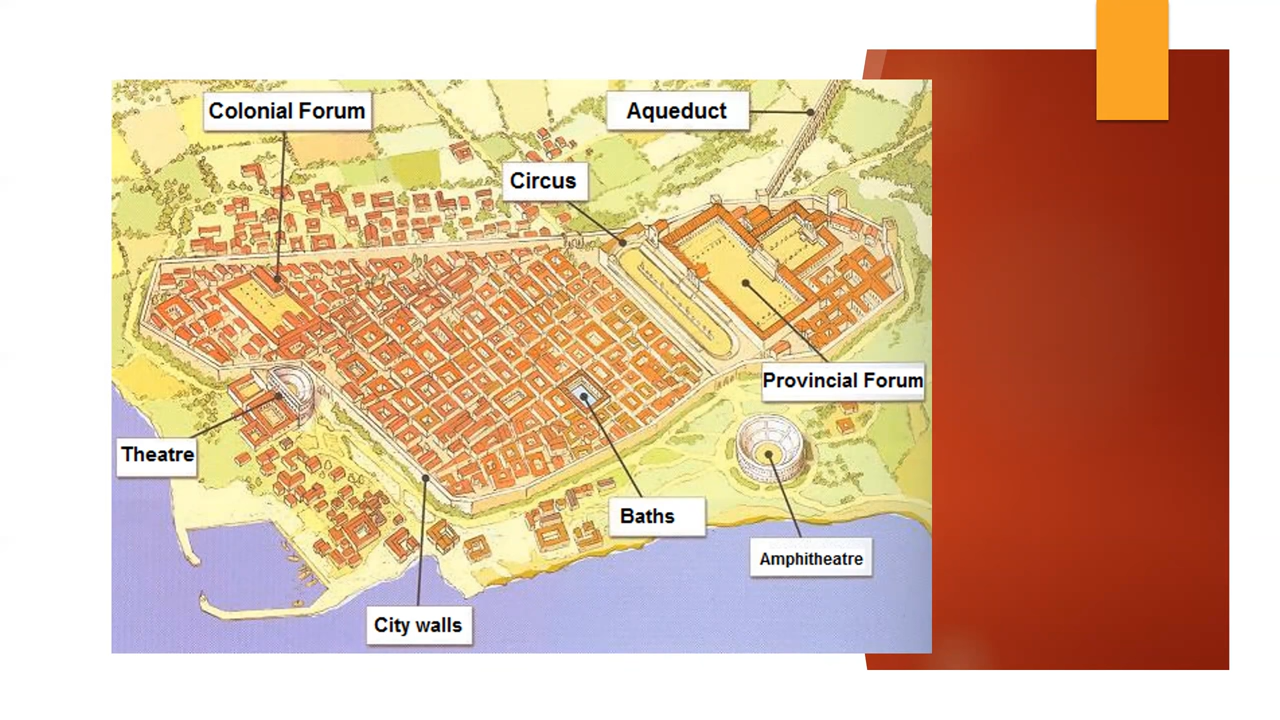 Colonial Forum
Aqueduct
Circus
Provincial Forum
Theatre
Baths
Amphitheatre
City walls